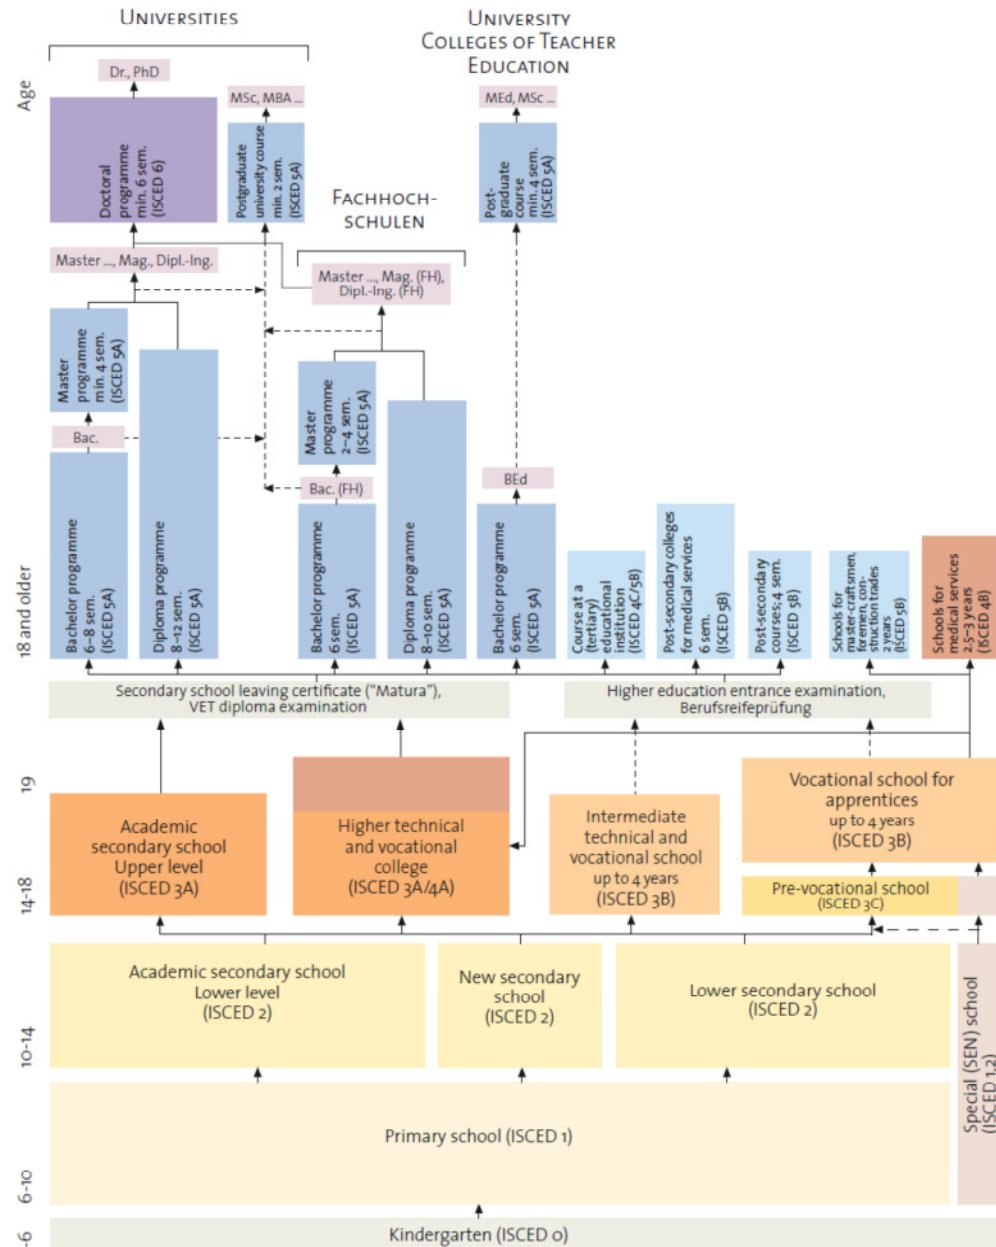 UNIVERSITIES
UNIVERSITY
COLLEGES OF TEACHER
EDUCATION
Age
Dr., PhD
MSc, MBA ...
MEd, MSc ...
Doctoral
programme
min. 6 sem.
(ISCED 6)
Postgraduate
university course
min. 2 sem.
(ISCED 5A)
Post-
graduate
course
min. 4 sem.
(ISCED 5A)
FACHHOCH-
SCHULEN
Master ..., Mag., Dipl.-Ing.
Master ..., Mag. (FH),
Dipl.-Ing. (FH)
Master
programme
min. 4 sem.
(ISCED 5A)
Master
programme
2–4 sem.
(ISCED 5A)
Bac.
Bac. (FH)
BEd
18 and older
Bachelor programme
6–8 sem.
(ISCED 5A)
Diploma programme
8–12 sem.
(ISCED 5A)
Bachelor programme
6 sem.
(ISCED 5A)
Diploma programme
8–10 sem.
(ISCED 5A)
Bachelor programme
6 sem.
(ISCED 5A)
Course at a
(tertiary)
educational
institution
(ISCED 4C/5B)
Post-secondary colleges
for medical services
6 sem.
(ISCED 5B)
Post-secondary
courses; 4 sem.
(ISCED 5B)
Schools for
master-craftsmen,
foremen, con-
struction trades
2 years
(ISCED 5B)
Schools for
medical services
2,5–3 years
(ISCED 4B)
Secondary school leaving certificate ("Matura"),
VET diploma examination
Higher education entrance examination,
Berufsreifeprüfung
19
14-18
Academic
secondary school
Upper level
(ISCED 3A)
Higher technical
and vocational
college
(ISCED 3A/4A)
Intermediate
technical and
vocational school
up to 4 years
(ISCED 3B)
Vocational school for
apprentices
up to 4 years
(ISCED 3B)
Pre-vocational school
(ISCED 3C)
10-14
Academic secondary school
Lower level
(ISCED 2)
New secondary
school
(ISCED 2)
Lower secondary school
(ISCED 2)
Special (SEN) school
(ISCED 1,2)
6-10
Primary school (ISCED 1)
-6
Kindergarten (ISCED 0)